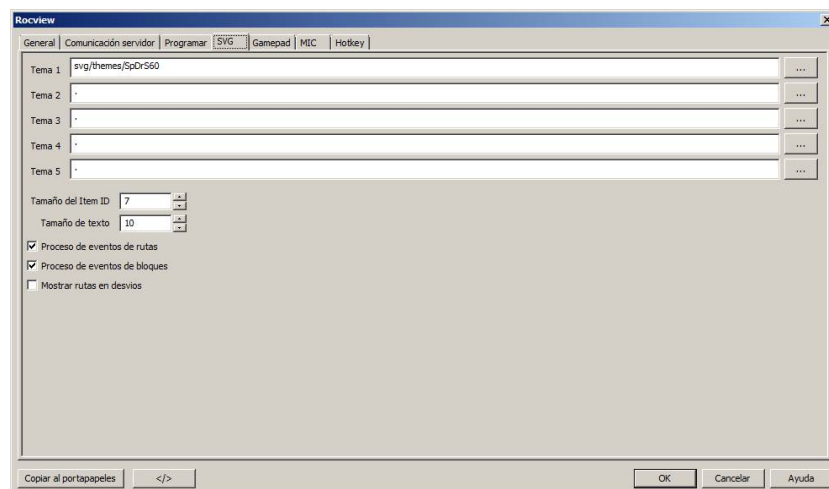 Rocview
General Comunicación servidor Programar SVG Gamepad MIC Hotkey
Tema 1 svg/themes/SpDrS60 ...
Tema 2 . ...
Tema 3 . ...
Tema 4 . ...
Tema 5 . ...
Tamaño del Item ID 7
Tamaño de texto 10
Proceso de eventos de rutas
Proceso de eventos de bloques
Mostrar rutas en desvios
Copiar al portapapeles </> OK Cancelar Ayuda